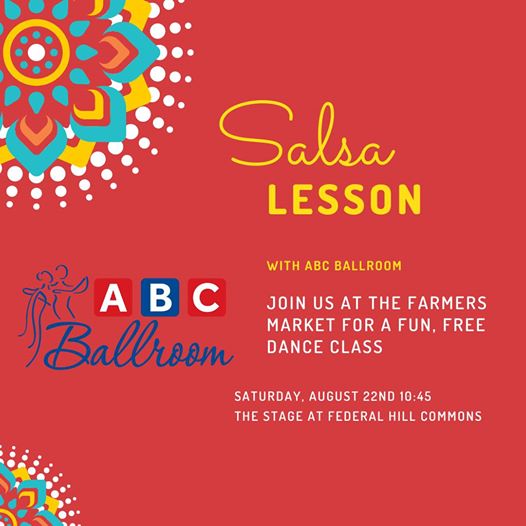 Salsa
LESSON
WITH ABC BALLROOM
ABC
Ballroom
JOIN US AT THE FARMERS
MARKET FOR A FUN, FREE
DANCE CLASS
SATURDAY, AUGUST 22ND 10:45
THE STAGE AT FEDERAL HILL COMMONS